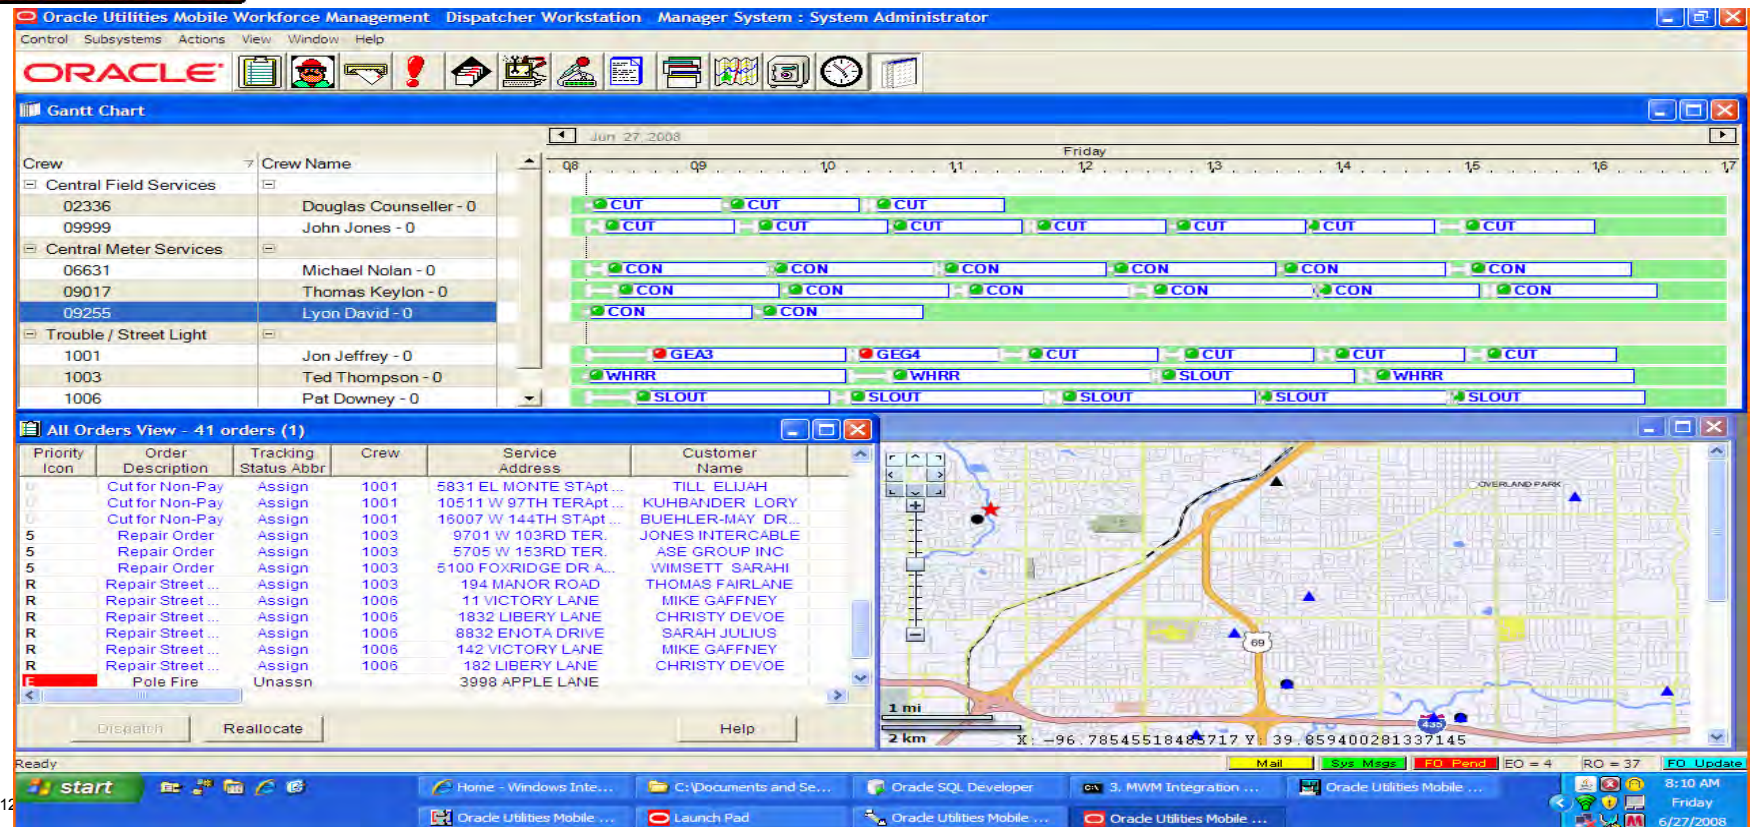 Oracle Utilities Mobile Workforce Management Dispatcher Workstation Manager System : System Administrator
Control Subsystems Actions View Window Help
ORACLE
Gantt Chart
Jun 27 2008
Friday
Crew Crew Name 08 09 10 11 12 13 14 15 16 17
Central Field Services
02336 Douglas Counseller - 0 CUT CUT CUT
09999 John Jones - 0 CUT CUT CUT CUT CUT CUT CUT
Central Meter Services
06631 Michael Nolan - 0 CON CON CON CON CON CON
09017 Thomas Keylon - 0 CON CON CON CON CON CON
09255 Lyon David - 0 CON CON
Trouble / Street Light
1001 Jon Jeffrey - 0 GEA3 GEG4 CUT CUT CUT CUT
1003 Ted Thompson - 0 WHRR WHRR SLOUT WHRR
1006 Pat Downey - 0 SLOUT SLOUT SLOUT SLOUT SLOUT
All Orders View - 41 orders (1)
Priority Order Tracking Crew Service Customer
Icon Description Status Abbr Address Name
Cut for Non-Pay Assign 1001 5831 EL MONTE STApt ... TILL ELIJAH
Cut for Non-Pay Assign 1001 10511 W 97TH TERApt ... KUHBANDER LORY
Cut for Non-Pay Assign 1001 16007 W 144TH STApt ... BUEHLER-MAY DR...
5 Repair Order Assign 1003 9701 W 103RD TER. JONES INTERCABLE
5 Repair Order Assign 1003 5705 W 153RD TER. ASE GROUP INC
5 Repair Order Assign 1003 5100 FOXRIDGE DR A... WIMSETT SARAHI
R Repair Street ... Assign 1003 194 MANOR ROAD THOMAS FAIRLANE
R Repair Street ... Assign 1006 11 VICTORY LANE MIKE GAFFNEY
R Repair Street ... Assign 1006 1832 LIBERY LANE CHRISTY DEVOE
R Repair Street ... Assign 1006 8832 ENOTA DRIVE SARAH JULIUS
R Repair Street ... Assign 1006 142 VICTORY LANE MIKE GAFFNEY
R Repair Street ... Assign 1006 182 LIBERY LANE CHRISTY DEVOE
E Pole Fire Unassn 3998 APPLE LANE
Dispatch Reallocate Help
OVERLAND PARK
69
435
1 mi
2 km
X: -96.78545518485717 Y: 39.859400281337145
Ready Mail Sys Msgs FO Pend EO = 4 RO = 37 FO Update
start Home - Windows Inte... C:\Documents and Se... Oracle SQL Developer 3. MWM Integration ... Oracle Utilities Mobile ... 8:10 AM
Friday
12
Oracle Utilities Mobile ... Launch Pad Oracle Utilities Mobile ... Oracle Utilities Mobile ... 6/27/2008